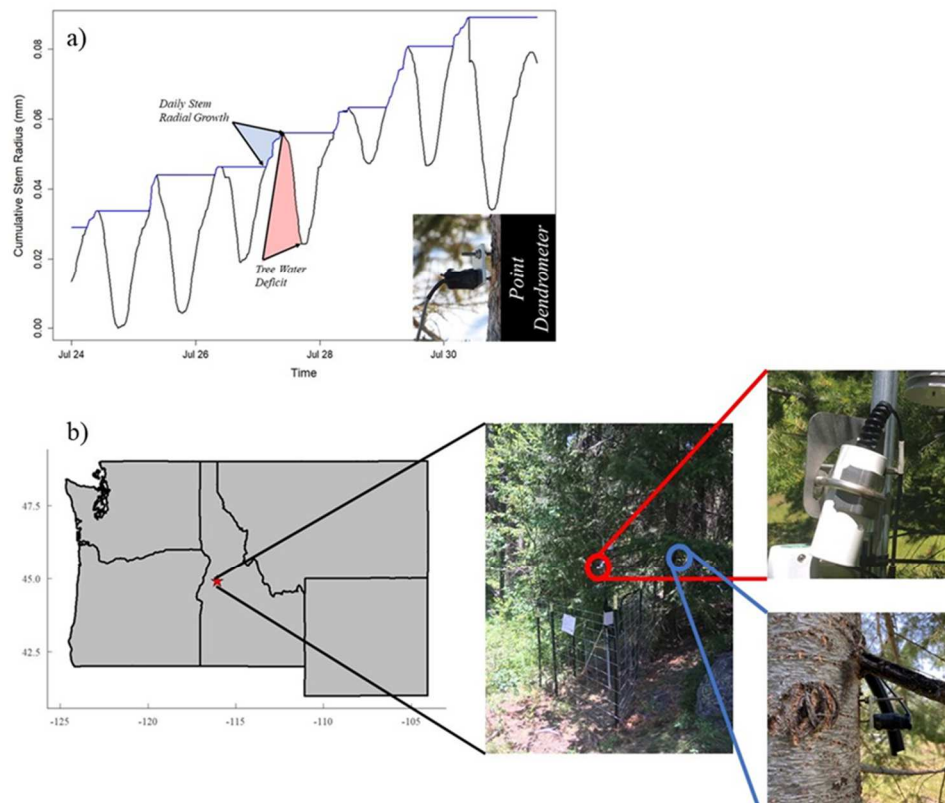 a)
Cumulative Stem Radius (mm)
0.08
0.06
0.04
0.02
0.00
Daily Stem
Radial Growth
Tree Water
Deficit
Point
Dendrometer
Jul 24
Jul 26
Jul 28
Jul 30
Time
b)
47.5
45.0
42.5
-125
-120
-115
-110
-105